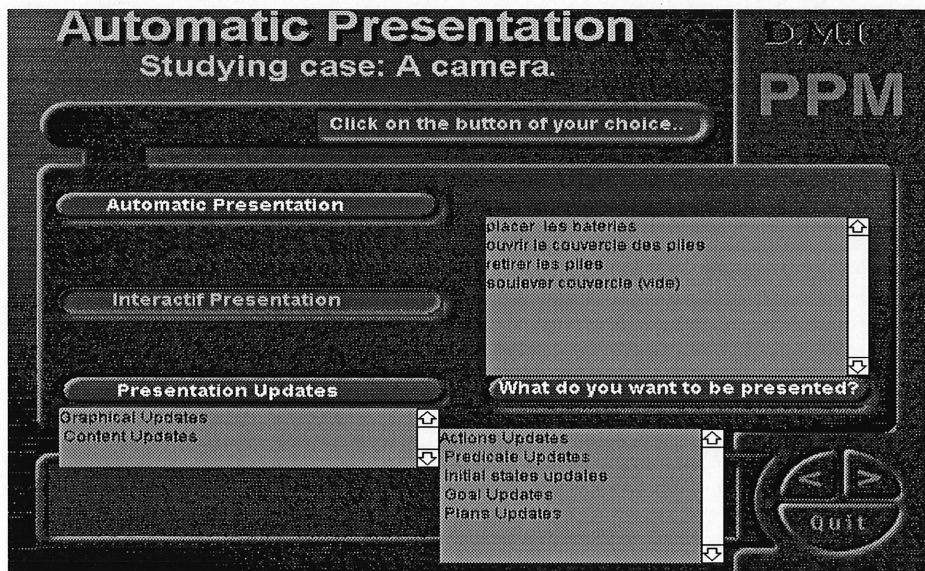 Automatic Presentation
Studying case: A camera.
D.M.I
PPM
Click on the button of your choice..
Automatic Presentation
placer les bateries
ouvrir le couvercle des piles
retirer les piles
soulever couvercle (vide)
Interactif Presentation
Presentation Updates
What do you want to be presented?
Graphical Updates
Content Updates
Actions Updates
Predicate Updates
Initial states updates
Goal Updates
Plans Updates
< >
Quit